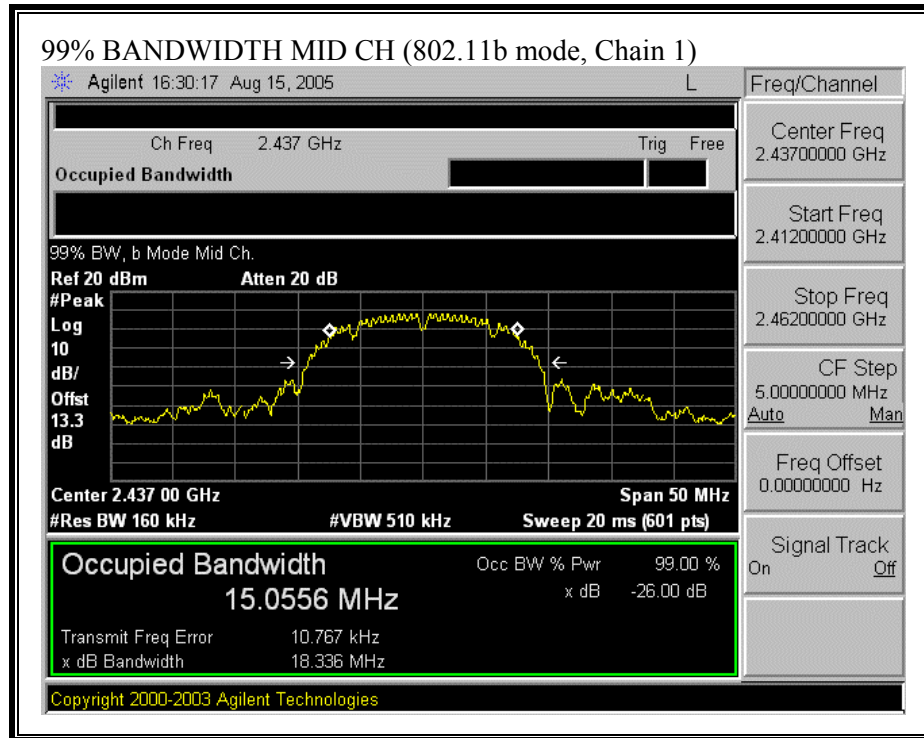 99% BANDWIDTH MID CH (802.11b mode, Chain 1)
Agilent 16:30:17 Aug 15, 2005 L
Freq/Channel
Ch Freq 2.437 GHz Trig Free
Occupied Bandwidth
Center Freq
2.43700000 GHz
Start Freq
2.41200000 GHz
Stop Freq
2.46200000 GHz
CF Step
5.00000000 MHz
Auto Man
Freq Offset
0.00000000 Hz
Signal Track
On Off
99% BW, b Mode Mid Ch.
Ref 20 dBm Atten 20 dB
#Peak
Log
10
dB/
Offst
13.3
dB
Center 2.437 00 GHz Span 50 MHz
#Res BW 160 kHz #VBW 510 kHz Sweep 20 ms (601 pts)
Occupied Bandwidth
15.0556 MHz
Occ BW % Pwr 99.00 %
x dB -26.00 dB
Transmit Freq Error 10.767 kHz
x dB Bandwidth 18.336 MHz
Copyright 2000-2003 Agilent Technologies